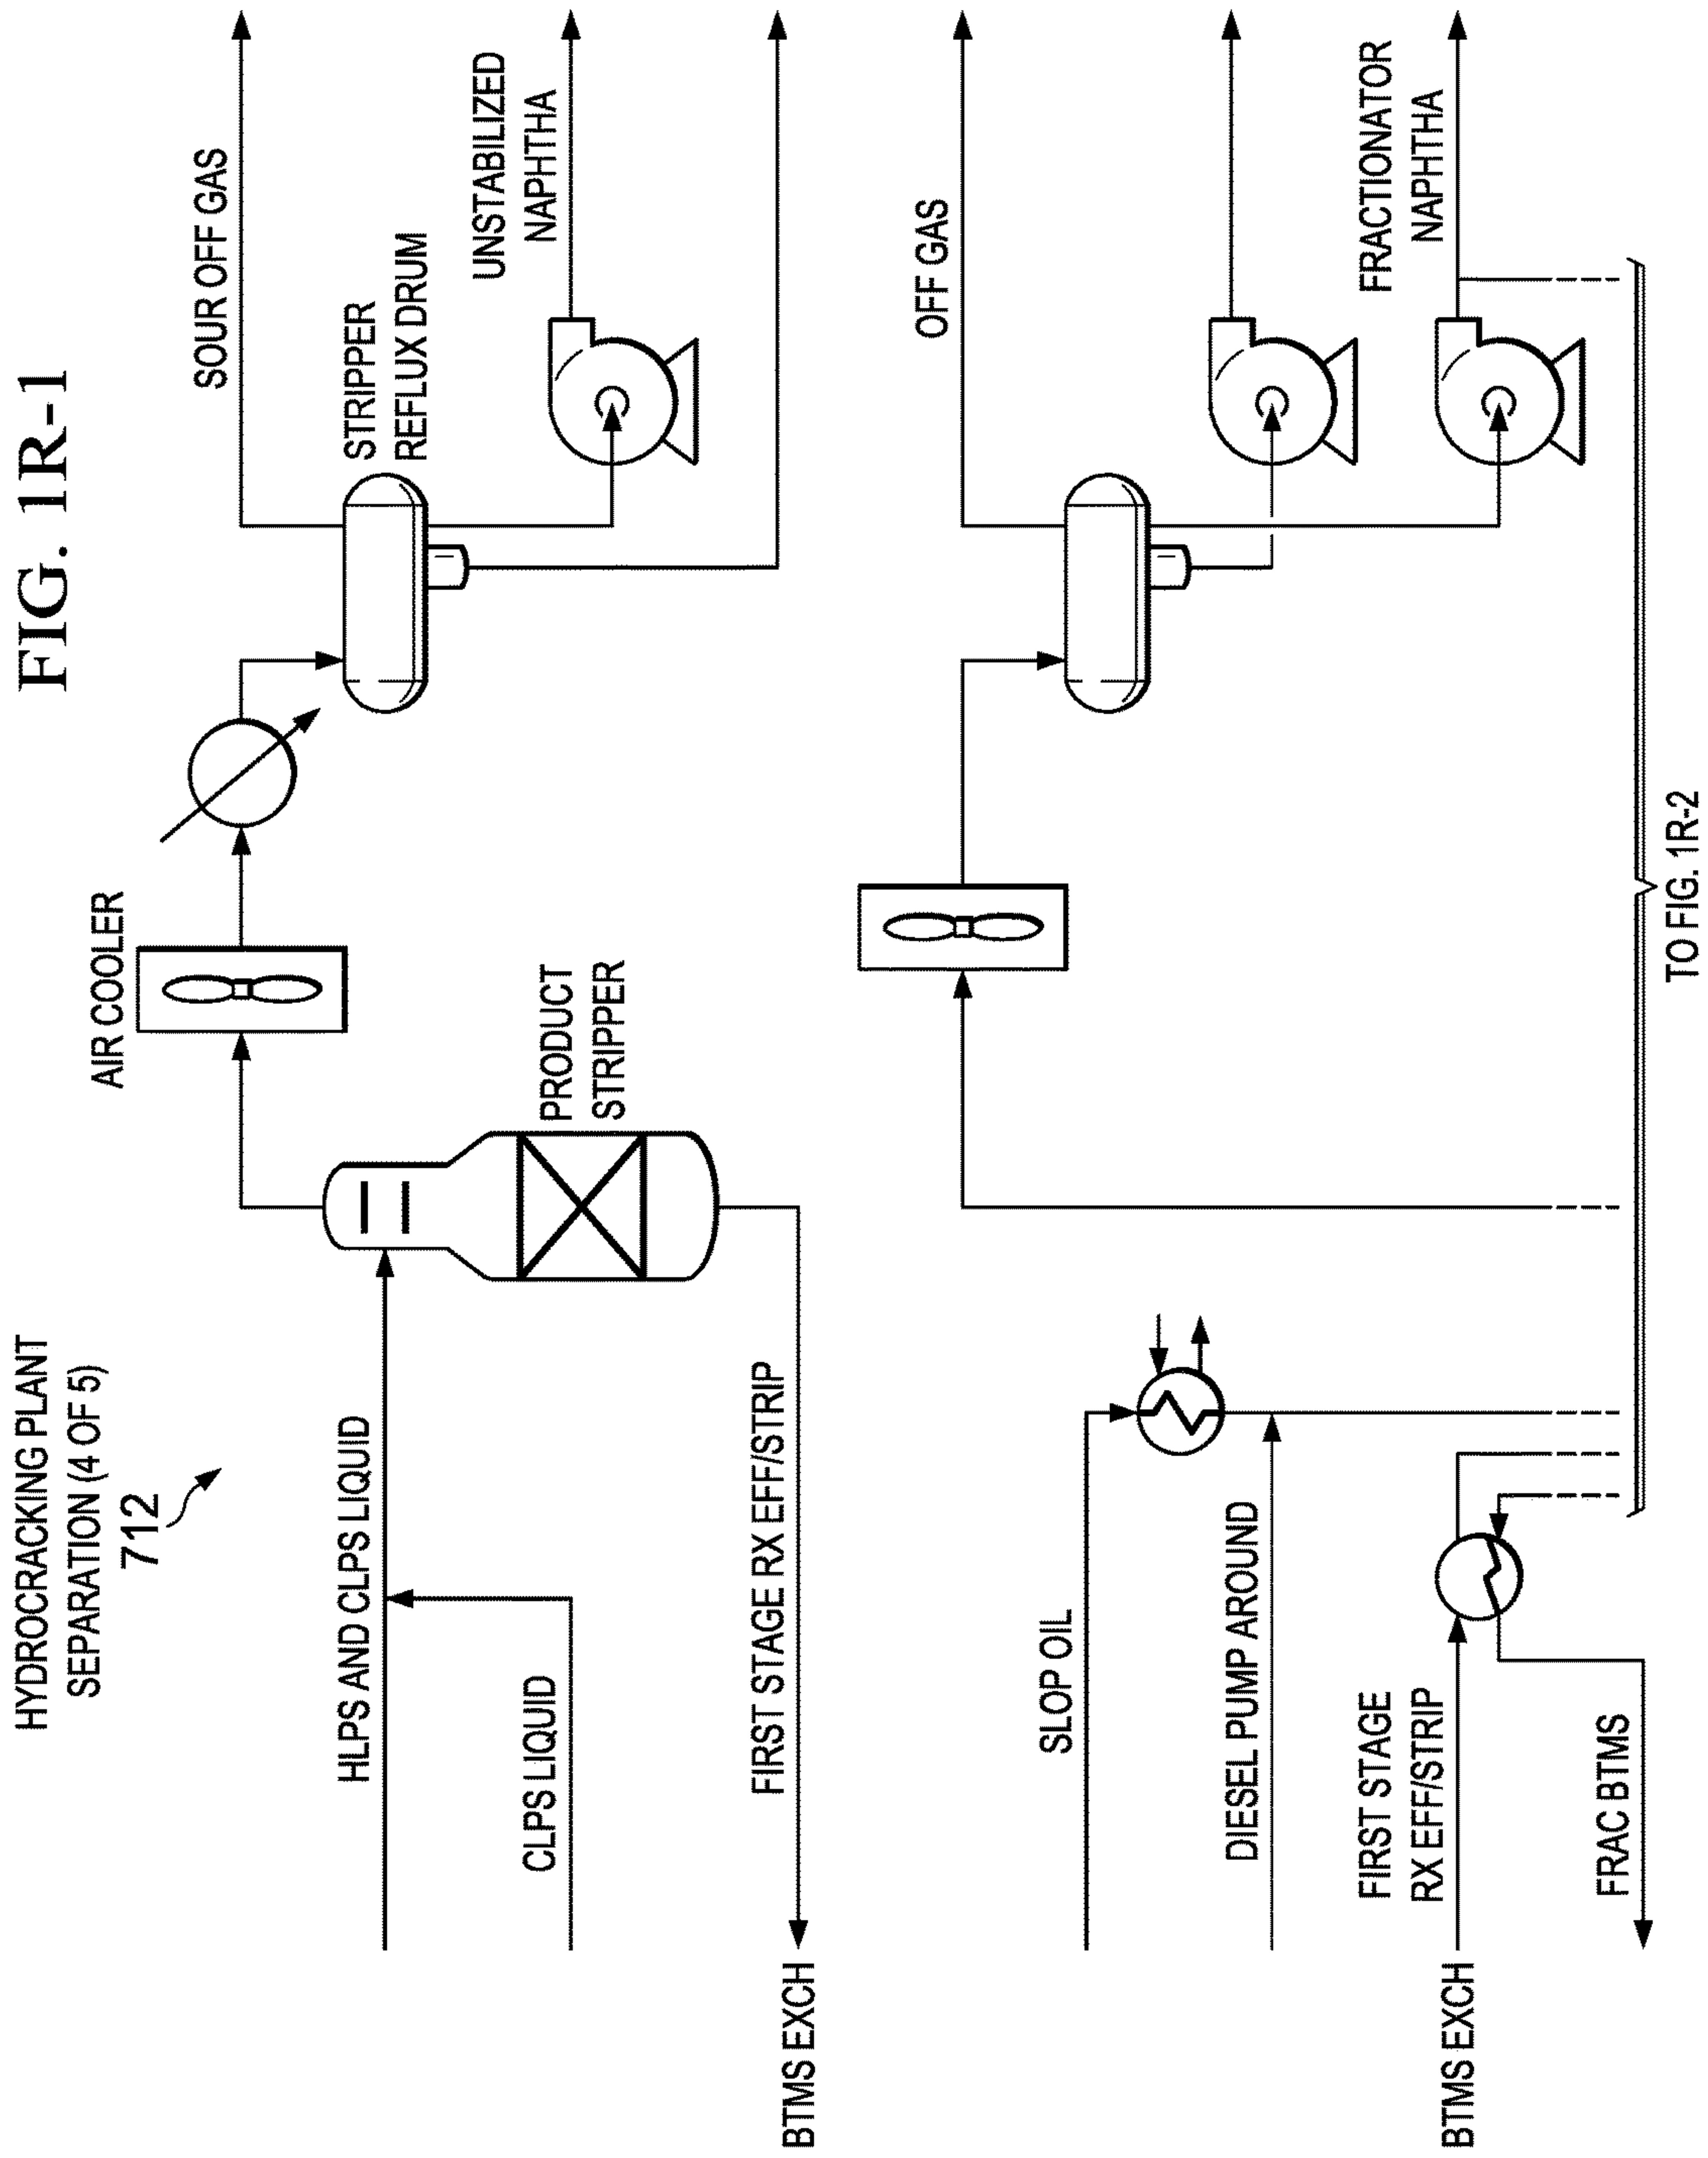 FIG. 1R-1
HYDROCRACKING PLANT
SEPARATION (4 OF 5)
712
AIR COOLER
SOUR OFF GAS
STRIPPER
REFLUX DRUM
HLPS AND CLPS LIQUID
UNSTABILIZED
NAPHTHA
CLPS LIQUID
PRODUCT
STRIPPER
FIRST STAGE RX EFF/STRIP
BTMS EXCH
OFF GAS
SLOP OIL
DIESEL PUMP AROUND
FIRST STAGE
RX EFF/STRIP
BTMS EXCH
FRACTIONATOR
NAPHTHA
FRAC BTMS
TO FIG. 1R-2